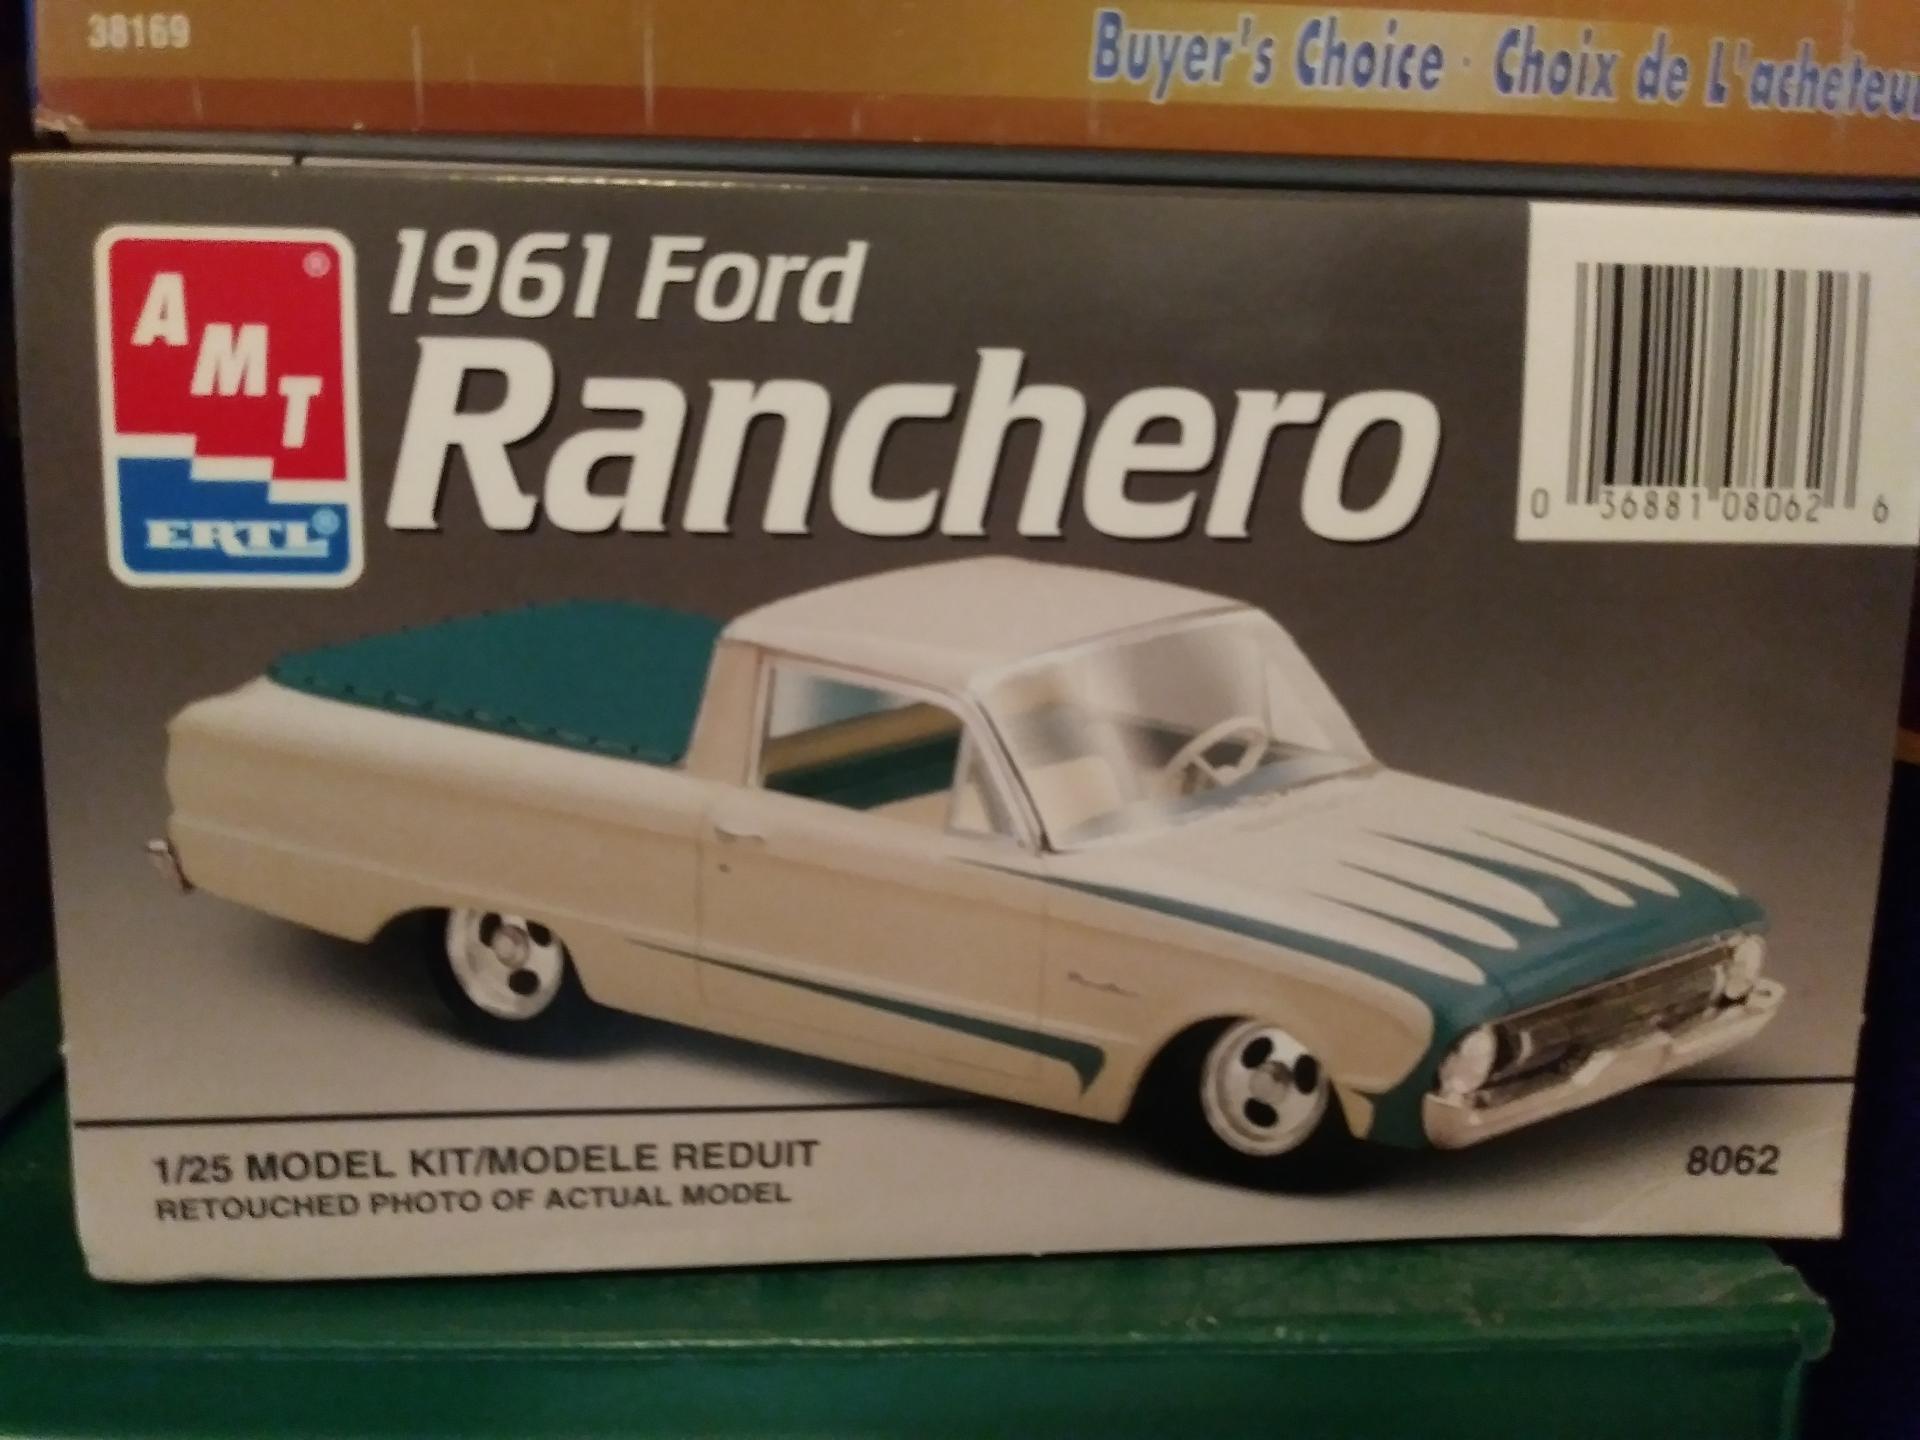 38169
Buyer's Choice · Choix de L'acheteur
AMT®
ERTL®
1961 Ford
Ranchero
0 36881 08062 6
1/25 MODEL KIT/MODELE REDUIT
RETOUCHED PHOTO OF ACTUAL MODEL
8062